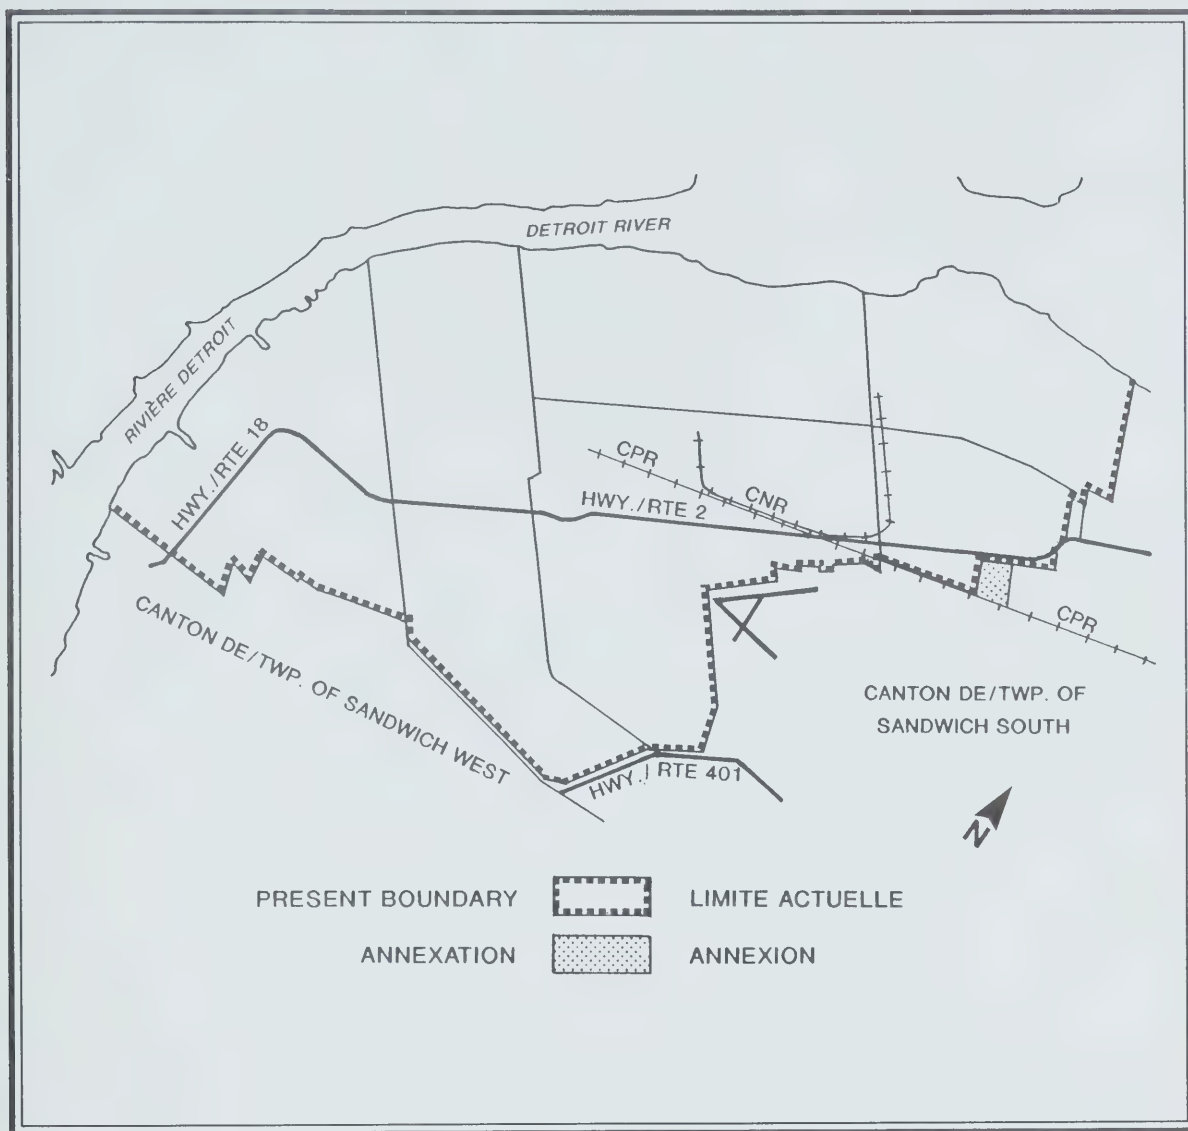 DETROIT RIVER
RIVIÈRE DETROIT
HWY./RTE 18
CPR
CNR
HWY./RTE 2
CPR
CANTON DE/TWP. OF SANDWICH WEST
CANTON DE/TWP. OF
SANDWICH SOUTH
HWY./RTE 401
N
PRESENT BOUNDARY LIMITE ACTUELLE
ANNEXATION ANNEXION